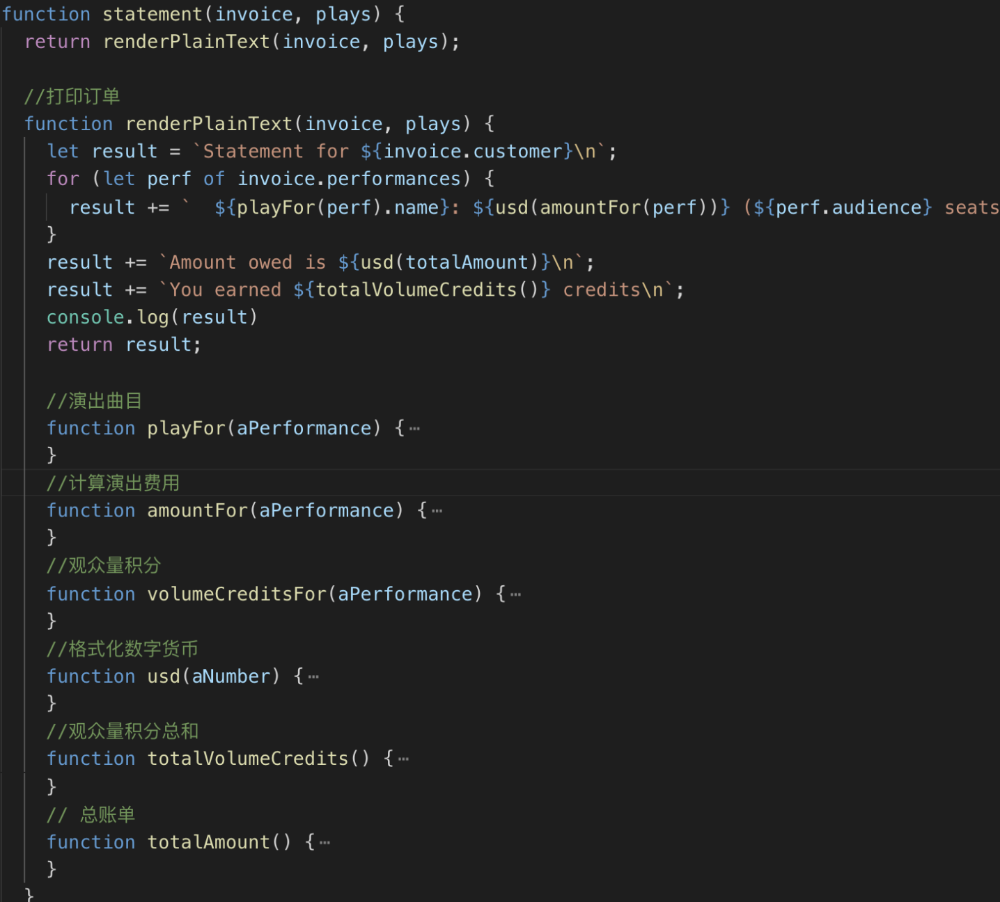 function statement(invoice, plays) {
  return renderPlainText(invoice, plays);

  //打印订单
  function renderPlainText(invoice, plays) {
    let result = `Statement for ${invoice.customer}\n`;
    for (let perf of invoice.performances) {
      result += `  ${playFor(perf).name}: ${usd(amountFor(perf))} (${perf.audience} seats
    }
    result += `Amount owed is ${usd(totalAmount)}\n`;
    result += `You earned ${totalVolumeCredits()} credits\n`;
    console.log(result)
    return result;

    //演出曲目
    function playFor(aPerformance) {⋯
    }
    //计算演出费用
    function amountFor(aPerformance) {⋯
    }
    //观众量积分
    function volumeCreditsFor(aPerformance) {⋯
    }
    //格式化数字货币
    function usd(aNumber) {⋯
    }
    //观众量积分总和
    function totalVolumeCredits() {⋯
    }
    // 总账单
    function totalAmount() {⋯
    }
  }